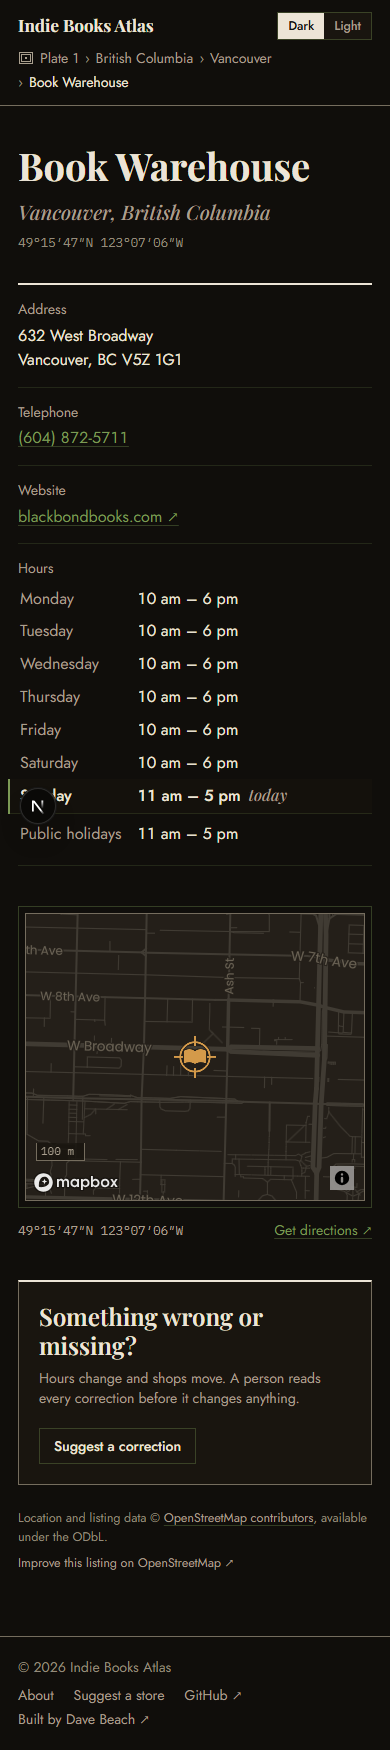 Indie Books Atlas
Dark Light
Plate 1 › British Columbia › Vancouver
› Book Warehouse
Book Warehouse
Vancouver, British Columbia
49°15′47″N 123°07′06″W
Address
632 West Broadway
Vancouver, BC V5Z 1G1
Telephone
(604) 872-5711
Website
blackbondbooks.com ↗
Hours
Monday 10 am – 6 pm
Tuesday 10 am – 6 pm
Wednesday 10 am – 6 pm
Thursday 10 am – 6 pm
Friday 10 am – 6 pm
Saturday 10 am – 6 pm
11 am – 5 pm today
N
Public holidays 11 am – 5 pm
th Ave
W 7th Ave
Ash St
W 8th Ave
W Broadway
100 m
mapbox
W 12th Ave
49°15′47″N 123°07′06″W Get directions ↗
Something wrong or
missing?
Hours change and shops move. A person reads
every correction before it changes anything.
Suggest a correction
Location and listing data © OpenStreetMap contributors, available
under the ODbL.
Improve this listing on OpenStreetMap ↗
© 2026 Indie Books Atlas
About Suggest a store GitHub ↗
Built by Dave Beach ↗